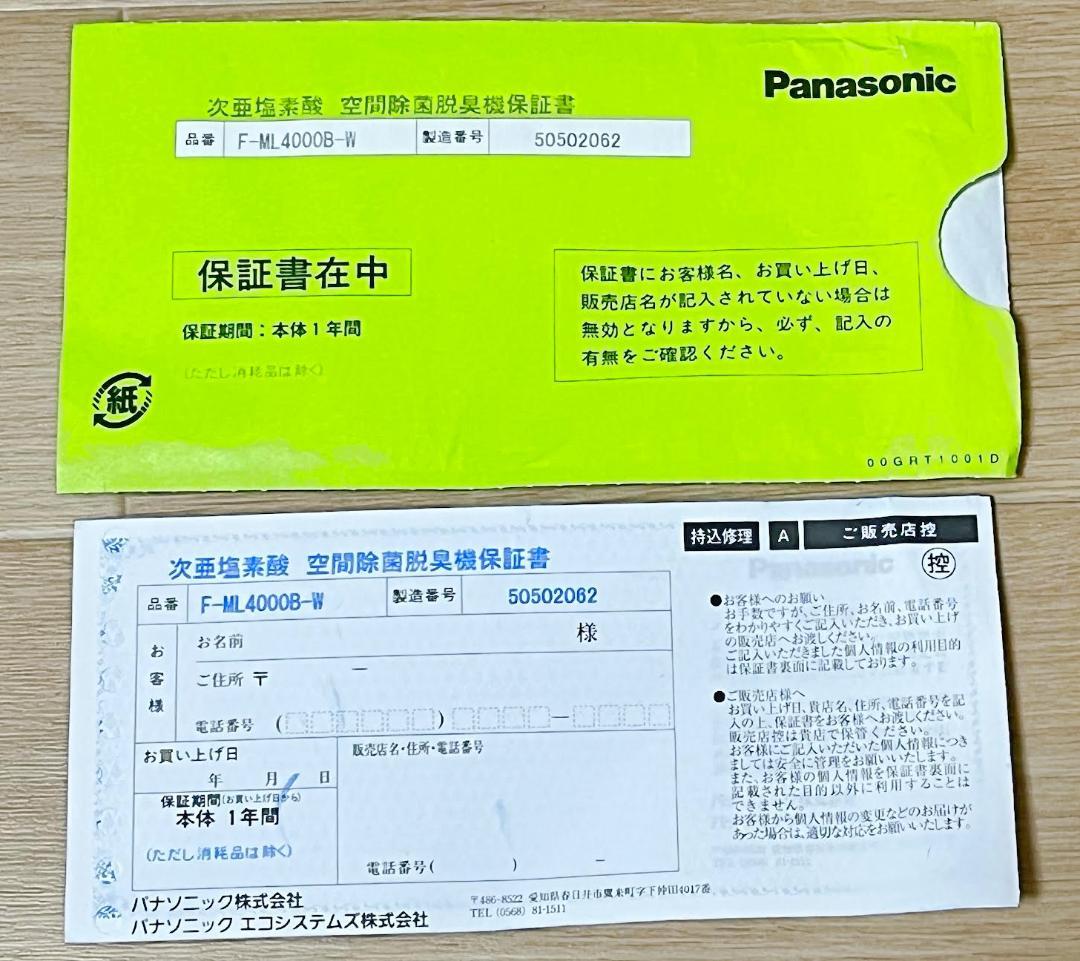 Panasonic
次亜塩素酸 空間除菌脱臭機保証書
品番 F-ML4000B-W 製造番号 50502062
保証書在中
保証期間：本体1年間
(ただし消耗品は除く)
保証書にお客様名、お買い上げ日、
販売店名が記入されていない場合は
無効となりますから、必ず、記入の
有無をご確認ください。
紙
00GRT1001D
持込修理 A ご販売店控
控
次亜塩素酸 空間除菌脱臭機保証書
品番 F-ML4000B-W 製造番号 50502062
お客様
お名前 様
ご住所 〒 －
電話番号 ( ) －
お買い上げ日
年 月 日
保証期間(お買い上げ日から)
本体 1年間
(ただし消耗品は除く)
販売店名・住所・電話番号
電話番号( ) －
●お客様へのお願い
お手数ですが、ご住所、お名前、電話番号
をわかりやすくご記入いただき、お買い上げ
の販売店へお渡しください。
ご記入いただきました個人情報の利用目的
は保証書裏面に記載しております。
●ご販売店様へ
お買い上げ日、貴店名、住所、電話番号を記
入の上、保証書をお客様へお渡しください。
販売店控は貴店で保管ください。
お客様にご記入いただいた個人情報につき
ましては安全に管理をお願いいたします。
また、お客様の個人情報を保証書裏面に
記載された目的以外に利用することは
できません。
お客様から個人情報の変更などのお届けが
あった場合は、適切な対応をお願いいたします。
パナソニック株式会社
パナソニック エコシステムズ株式会社
〒486-8522 愛知県春日井市鷹来町字下仲田4017番
TEL (0568) 81-1511